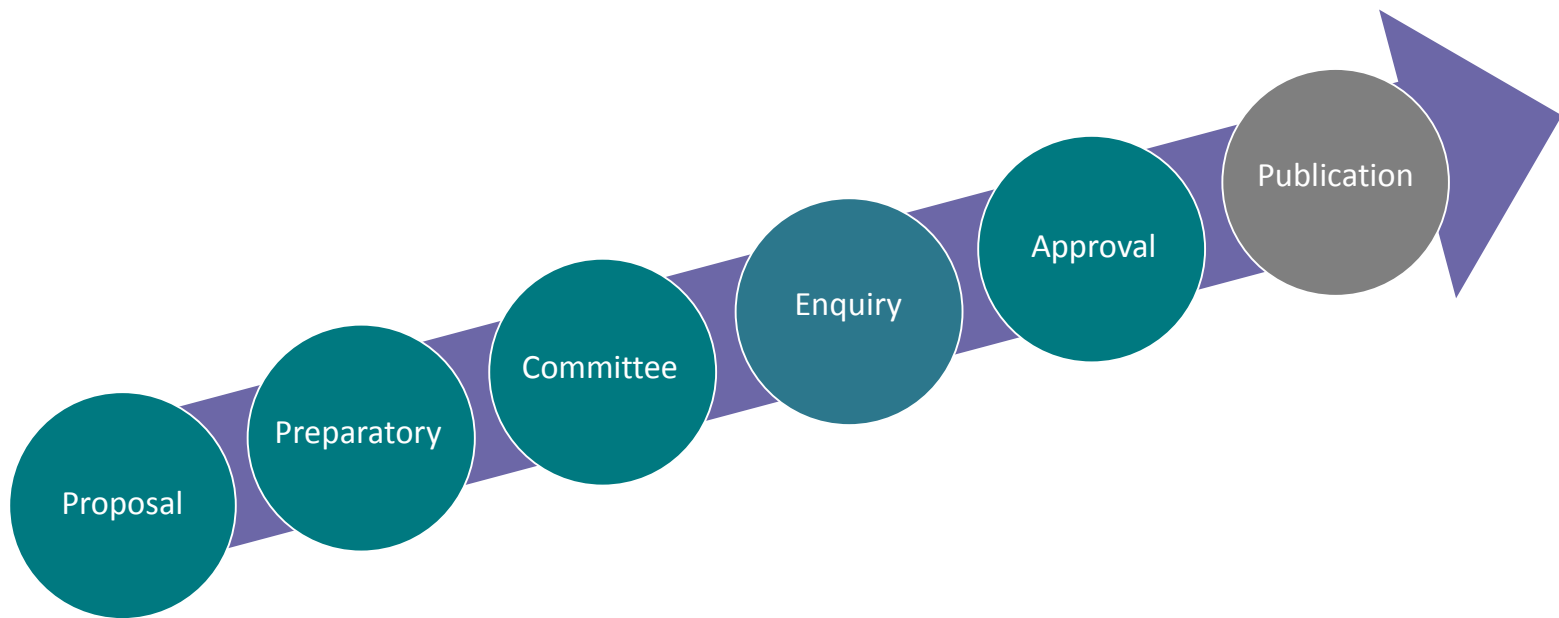 Proposal
Preparatory
Committee
Enquiry
Approval
Publication